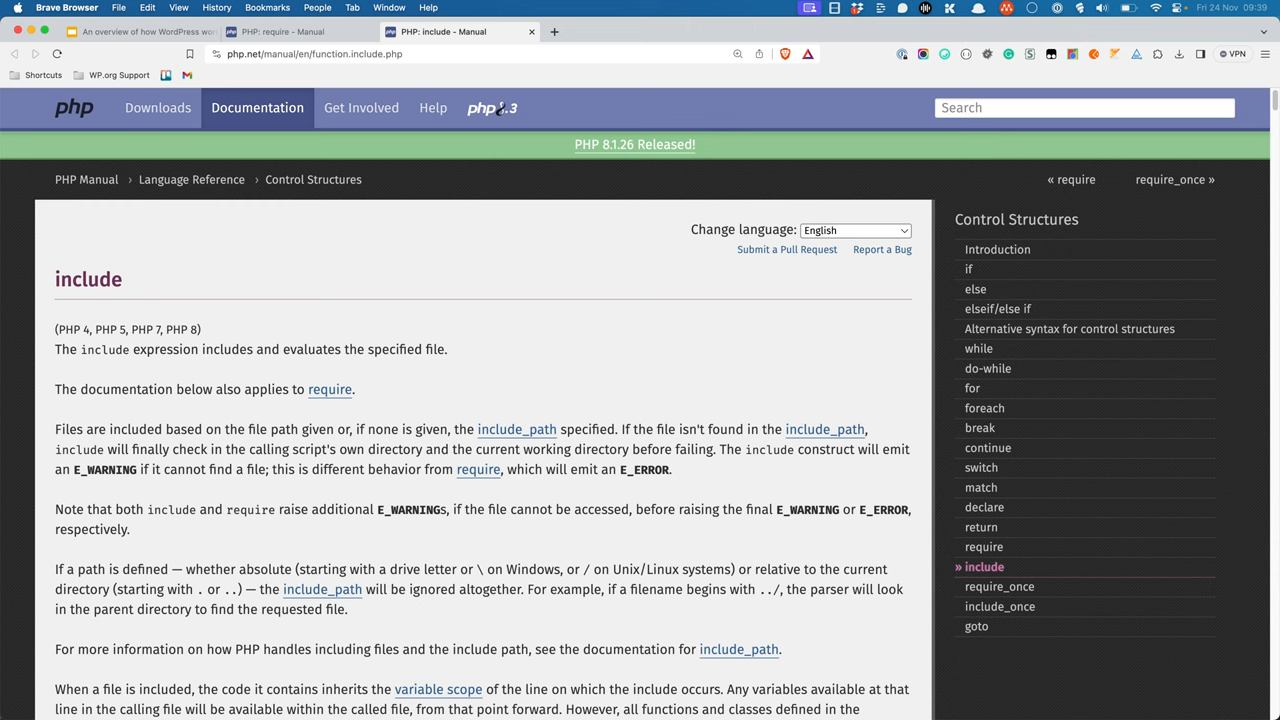 Brave Browser File Edit View History Bookmarks People Tab Window Help Fri 24 Nov 09:39
An overview of how WordPress wor PHP: require - Manual PHP: include - Manual
php.net/manual/en/function.include.php VPN
Shortcuts WP.org Support
php Downloads Documentation Get Involved Help php8.3 Search
PHP 8.1.26 Released!
PHP Manual › Language Reference › Control Structures « require require_once »
Change language: English
Submit a Pull Request Report a Bug
include
(PHP 4, PHP 5, PHP 7, PHP 8)
The include expression includes and evaluates the specified file.
The documentation below also applies to require.
Files are included based on the file path given or, if none is given, the include_path specified. If the file isn't found in the include_path,
include will finally check in the calling script's own directory and the current working directory before failing. The include construct will emit
an E_WARNING if it cannot find a file; this is different behavior from require, which will emit an E_ERROR.
Note that both include and require raise additional E_WARNINGs, if the file cannot be accessed, before raising the final E_WARNING or E_ERROR,
respectively.
If a path is defined — whether absolute (starting with a drive letter or \ on Windows, or / on Unix/Linux systems) or relative to the current
directory (starting with . or ..) — the include_path will be ignored altogether. For example, if a filename begins with ../, the parser will look
in the parent directory to find the requested file.
For more information on how PHP handles including files and the include path, see the documentation for include_path.
When a file is included, the code it contains inherits the variable scope of the line on which the include occurs. Any variables available at that
line in the calling file will be available within the called file, from that point forward. However, all functions and classes defined in the
Control Structures
Introduction
if
else
elseif/else if
Alternative syntax for control structures
while
do-while
for
foreach
break
continue
switch
match
declare
return
require
» include
require_once
include_once
goto